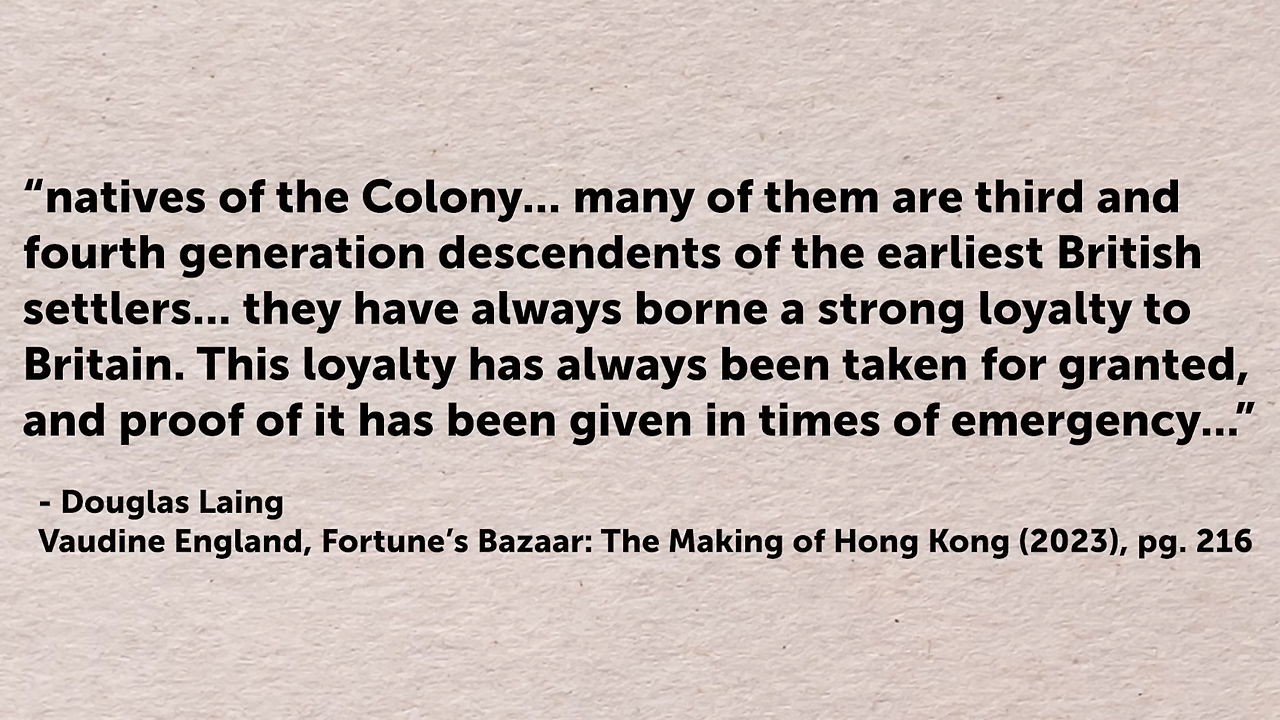 “natives of the Colony... many of them are third and
fourth generation descendents of the earliest British
settlers... they have always borne a strong loyalty to
Britain. This loyalty has always been taken for granted,
and proof of it has been given in times of emergency...”
- Douglas Laing
Vaudine England, Fortune’s Bazaar: The Making of Hong Kong (2023), pg. 216